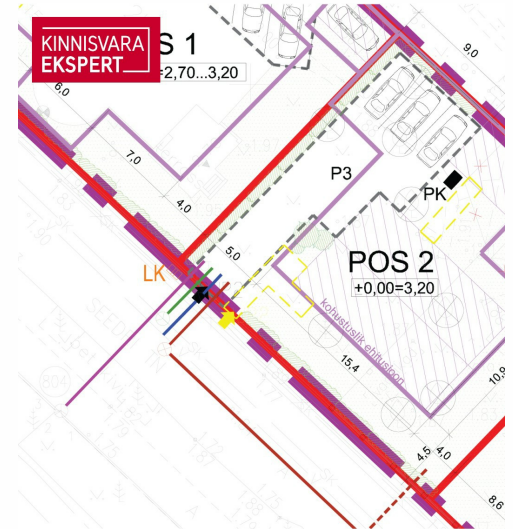 KINNISVARA
EKSPERT
S 1
=2,70...3,20
9,0
6,0
7,0
4,0
P3
PK
5,0
LK
POS 2
+0,00=3,20
kohustuslik ehitusjoon
15,4
10,9
4,5
4,0
8,6